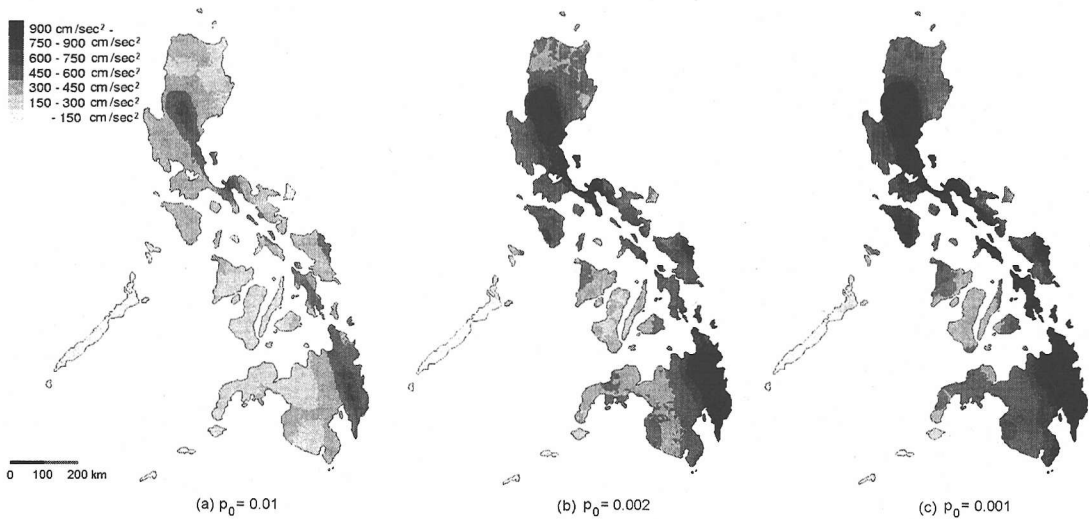 900 cm/sec² -
750 - 900 cm/sec²
600 - 750 cm/sec²
450 - 600 cm/sec²
300 - 450 cm/sec²
150 - 300 cm/sec²
- 150 cm/sec²
0 100 200 km
(a) p₀ = 0.01
(b) p₀ = 0.002
(c) p₀ = 0.001